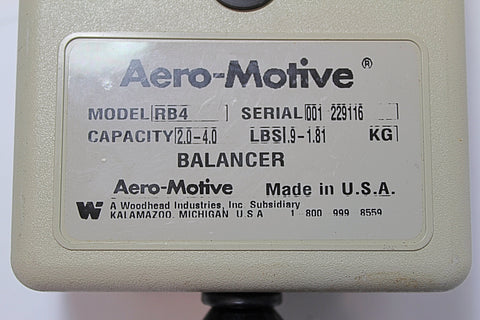 Aero-Motive®
MODEL RB4 SERIAL 001 229116
CAPACITY 2.0-4.0 LBS .9-1.81 KG
BALANCER
Aero-Motive Made in U.S.A.
W A Woodhead Industries, Inc Subsidiary
KALAMAZOO, MICHIGAN U.S.A 1 800 999 8559